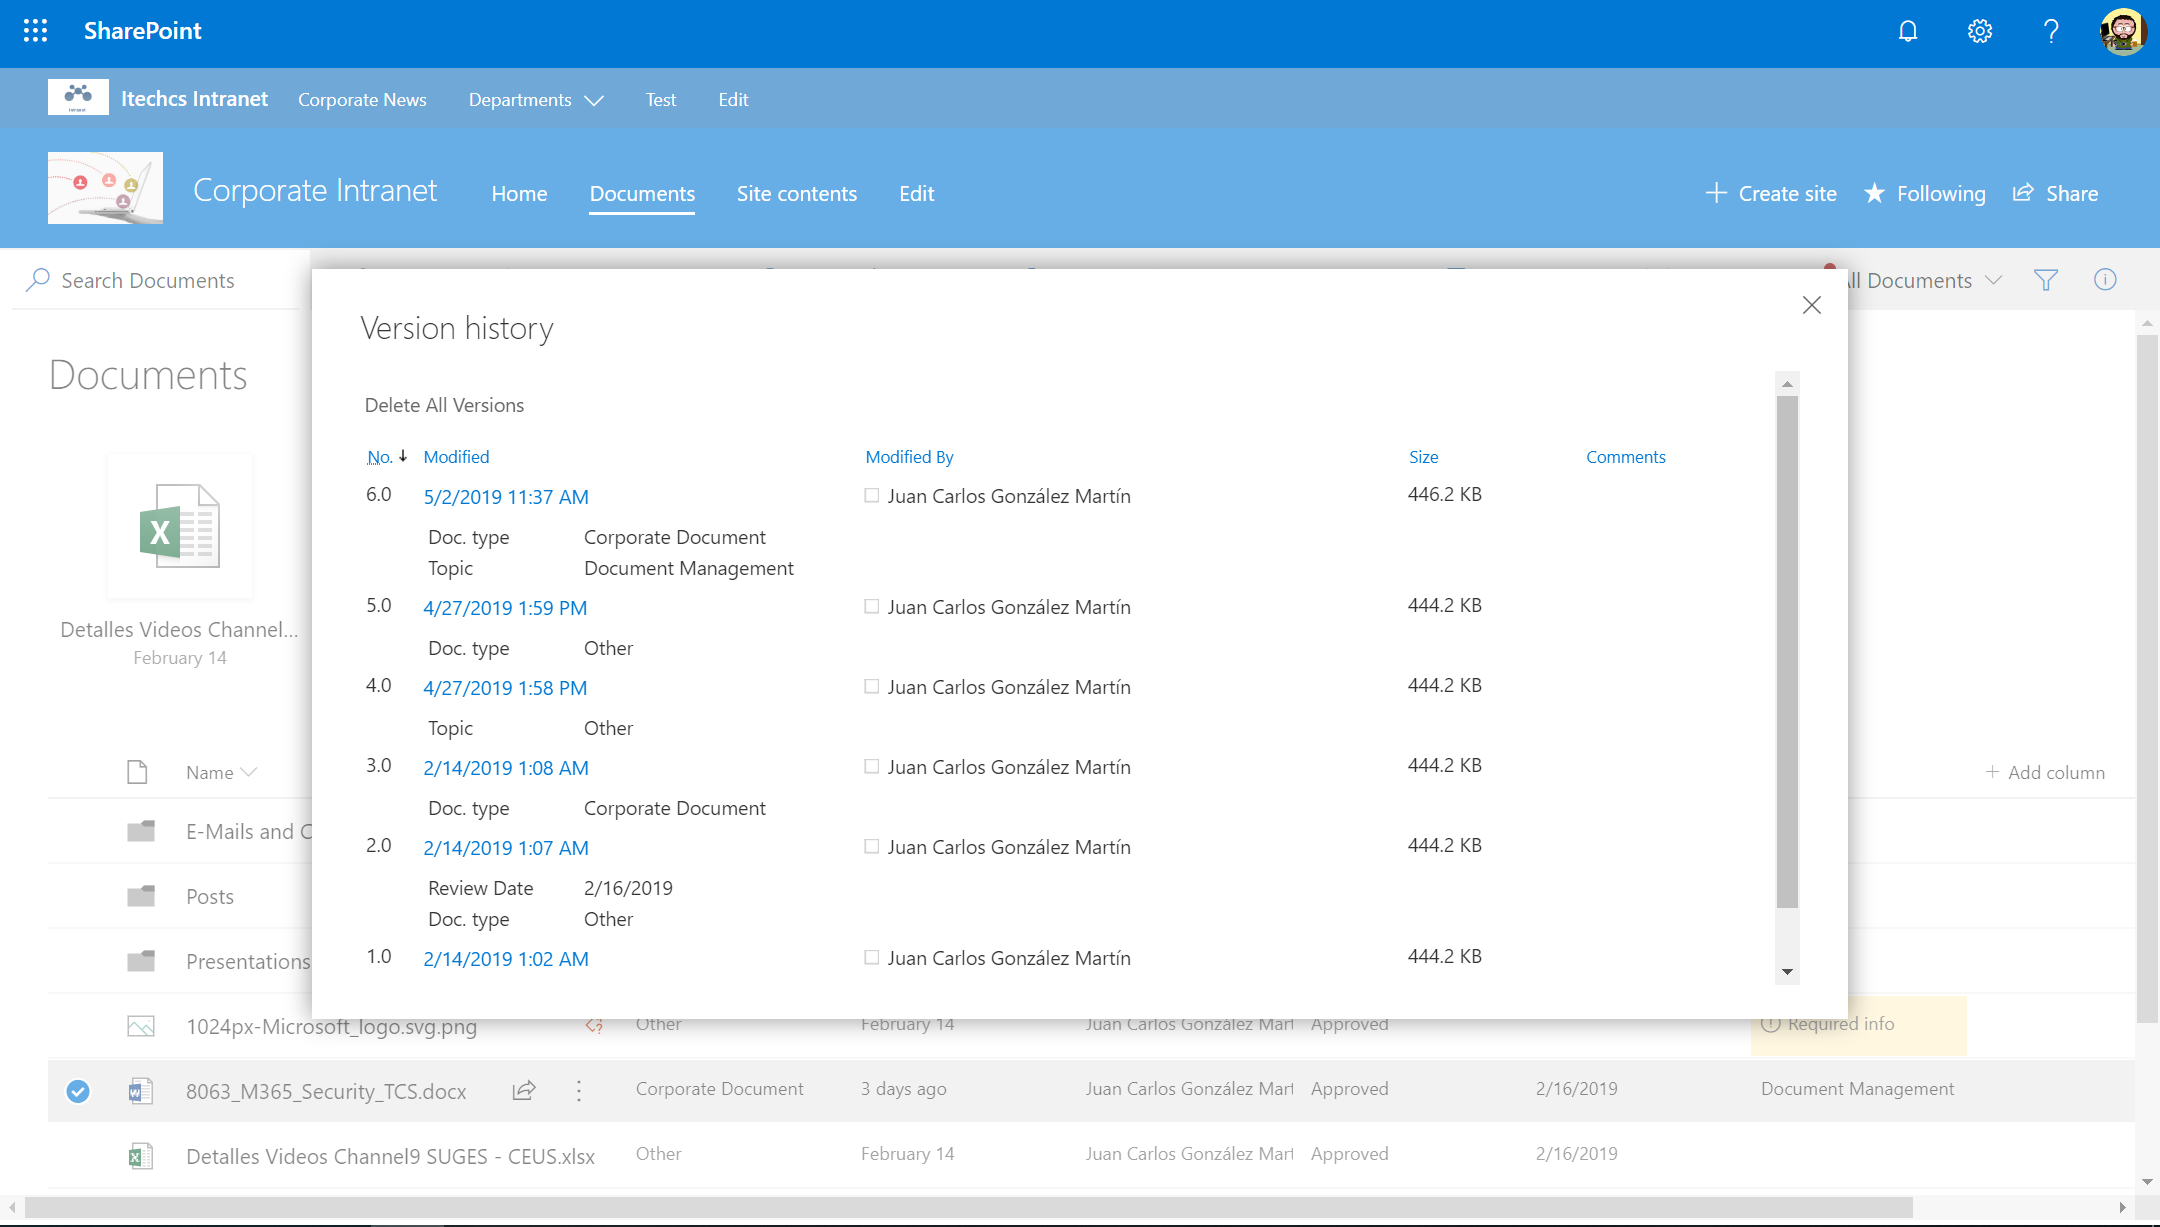 SharePoint
Itechcs Intranet Corporate News Departments Test Edit
Corporate Intranet Home Documents Site contents Edit Create site Following Share
Search Documents
ll Documents
Version history
Documents
Delete All Versions
No. Modified Modified By Size Comments
6.0 5/2/2019 11:37 AM Juan Carlos González Martín 446.2 KB
Doc. type Corporate Document
Topic Document Management
5.0 4/27/2019 1:59 PM Juan Carlos González Martín 444.2 KB
Doc. type Other
4.0 4/27/2019 1:58 PM Juan Carlos González Martín 444.2 KB
Topic Other
3.0 2/14/2019 1:08 AM Juan Carlos González Martín 444.2 KB
Doc. type Corporate Document
2.0 2/14/2019 1:07 AM Juan Carlos González Martín 444.2 KB
Review Date 2/16/2019
Doc. type Other
1.0 2/14/2019 1:02 AM Juan Carlos González Martín 444.2 KB
Detalles Videos Channel...
February 14
Name
Add column
E-Mails and C
Posts
Presentations
1024px-Microsoft_logo.svg.png Other February 14 Juan Carlos González Mart Approved Required info
8063_M365_Security_TCS.docx Corporate Document 3 days ago Juan Carlos González Mart Approved 2/16/2019 Document Management
Detalles Videos Channel9 SUGES - CEUS.xlsx Other February 14 Juan Carlos González Mart Approved 2/16/2019